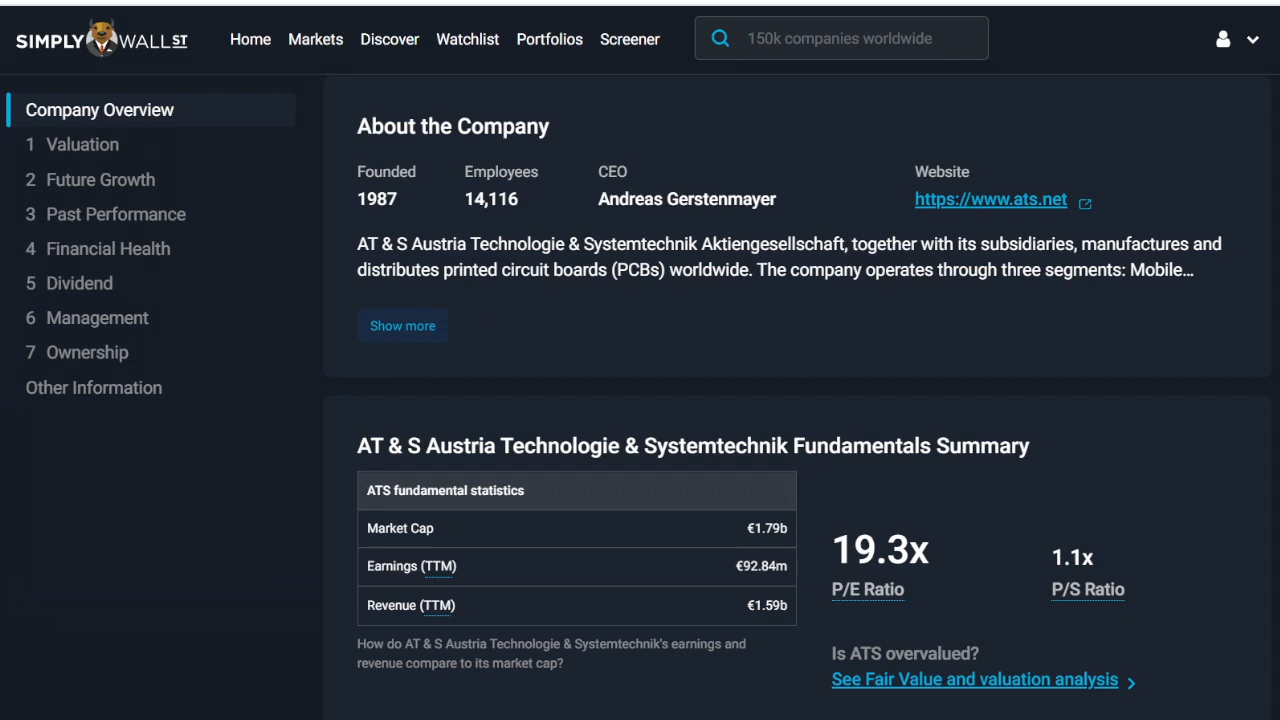 SIMPLY WALL ST Home Markets Discover Watchlist Portfolios Screener 150k companies worldwide
Company Overview
1 Valuation
2 Future Growth
3 Past Performance
4 Financial Health
5 Dividend
6 Management
7 Ownership
Other Information
About the Company
Founded Employees CEO Website
1987 14,116 Andreas Gerstenmayer https://www.ats.net
AT & S Austria Technologie & Systemtechnik Aktiengesellschaft, together with its subsidiaries, manufactures and
distributes printed circuit boards (PCBs) worldwide. The company operates through three segments: Mobile...
Show more
AT & S Austria Technologie & Systemtechnik Fundamentals Summary
ATS fundamental statistics
Market Cap €1.79b
Earnings (TTM) €92.84m
Revenue (TTM) €1.59b
How do AT & S Austria Technologie & Systemtechnik's earnings and
revenue compare to its market cap?
19.3x 1.1x
P/E Ratio P/S Ratio
Is ATS overvalued?
See Fair Value and valuation analysis